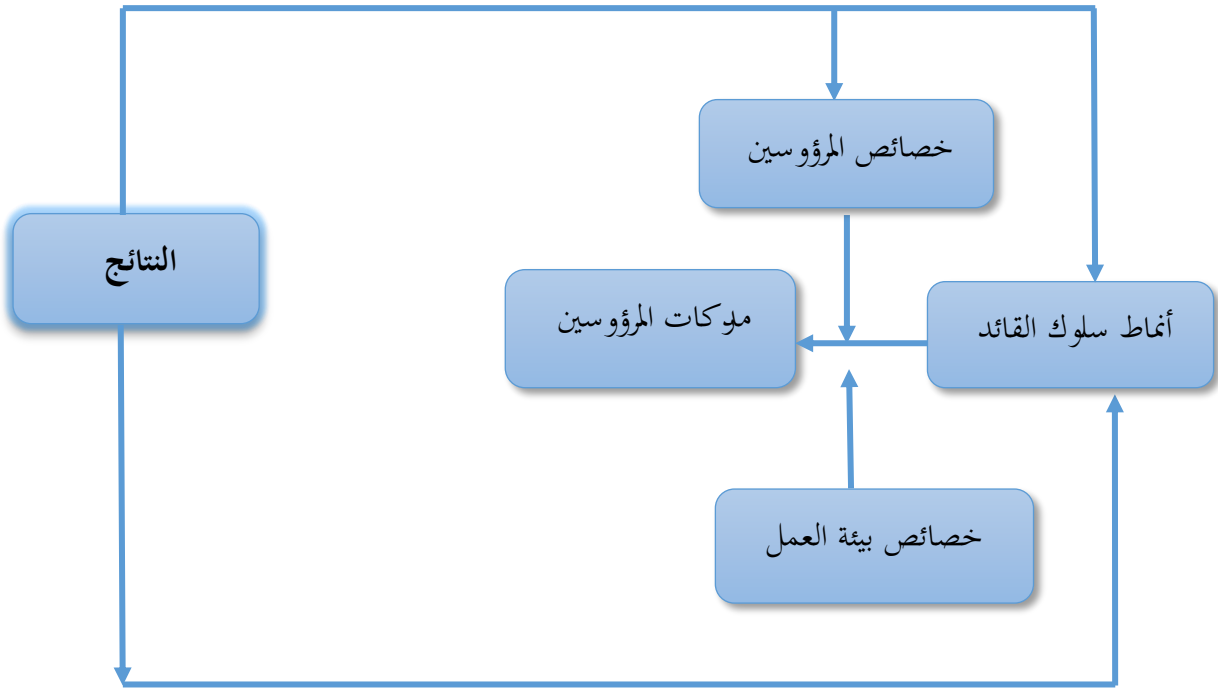 خصائص المرؤوسين
النتائج
أنماط سلوك القائد
مدركات المرؤوسين
خصائص بيئة العمل